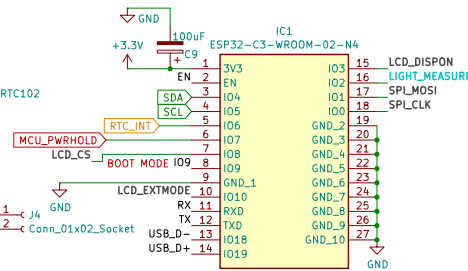 GND
100uF
C9
+3.3V
+
IC1
ESP32-C3-WROOM-02-N4
EN
RTC102
SDA
SCL
RTC_INT
MCU_PWRHOLD
LCD_CS
BOOT MODE IO9
GND
LCD_EXTMODE
RX
TX
USB_D-
USB_D+
1 J4
2 Conn_01x02_Socket
1 3V3 IO3 15 LCD_DISPON
2 EN IO2 16 LIGHT_MEASURE
3 IO4 IO1 17 SPI_MOSI
4 IO5 IO0 18 SPI_CLK
5 IO6 GND_2 19
6 IO7 GND_3 20
7 IO8 GND_4 21
8 IO9 GND_5 22
9 GND_1 GND_6 23
10 IO10 GND_7 24
11 RXD GND_8 25
12 TXD GND_9 26
13 IO18 GND_10 27
14 IO19
GND